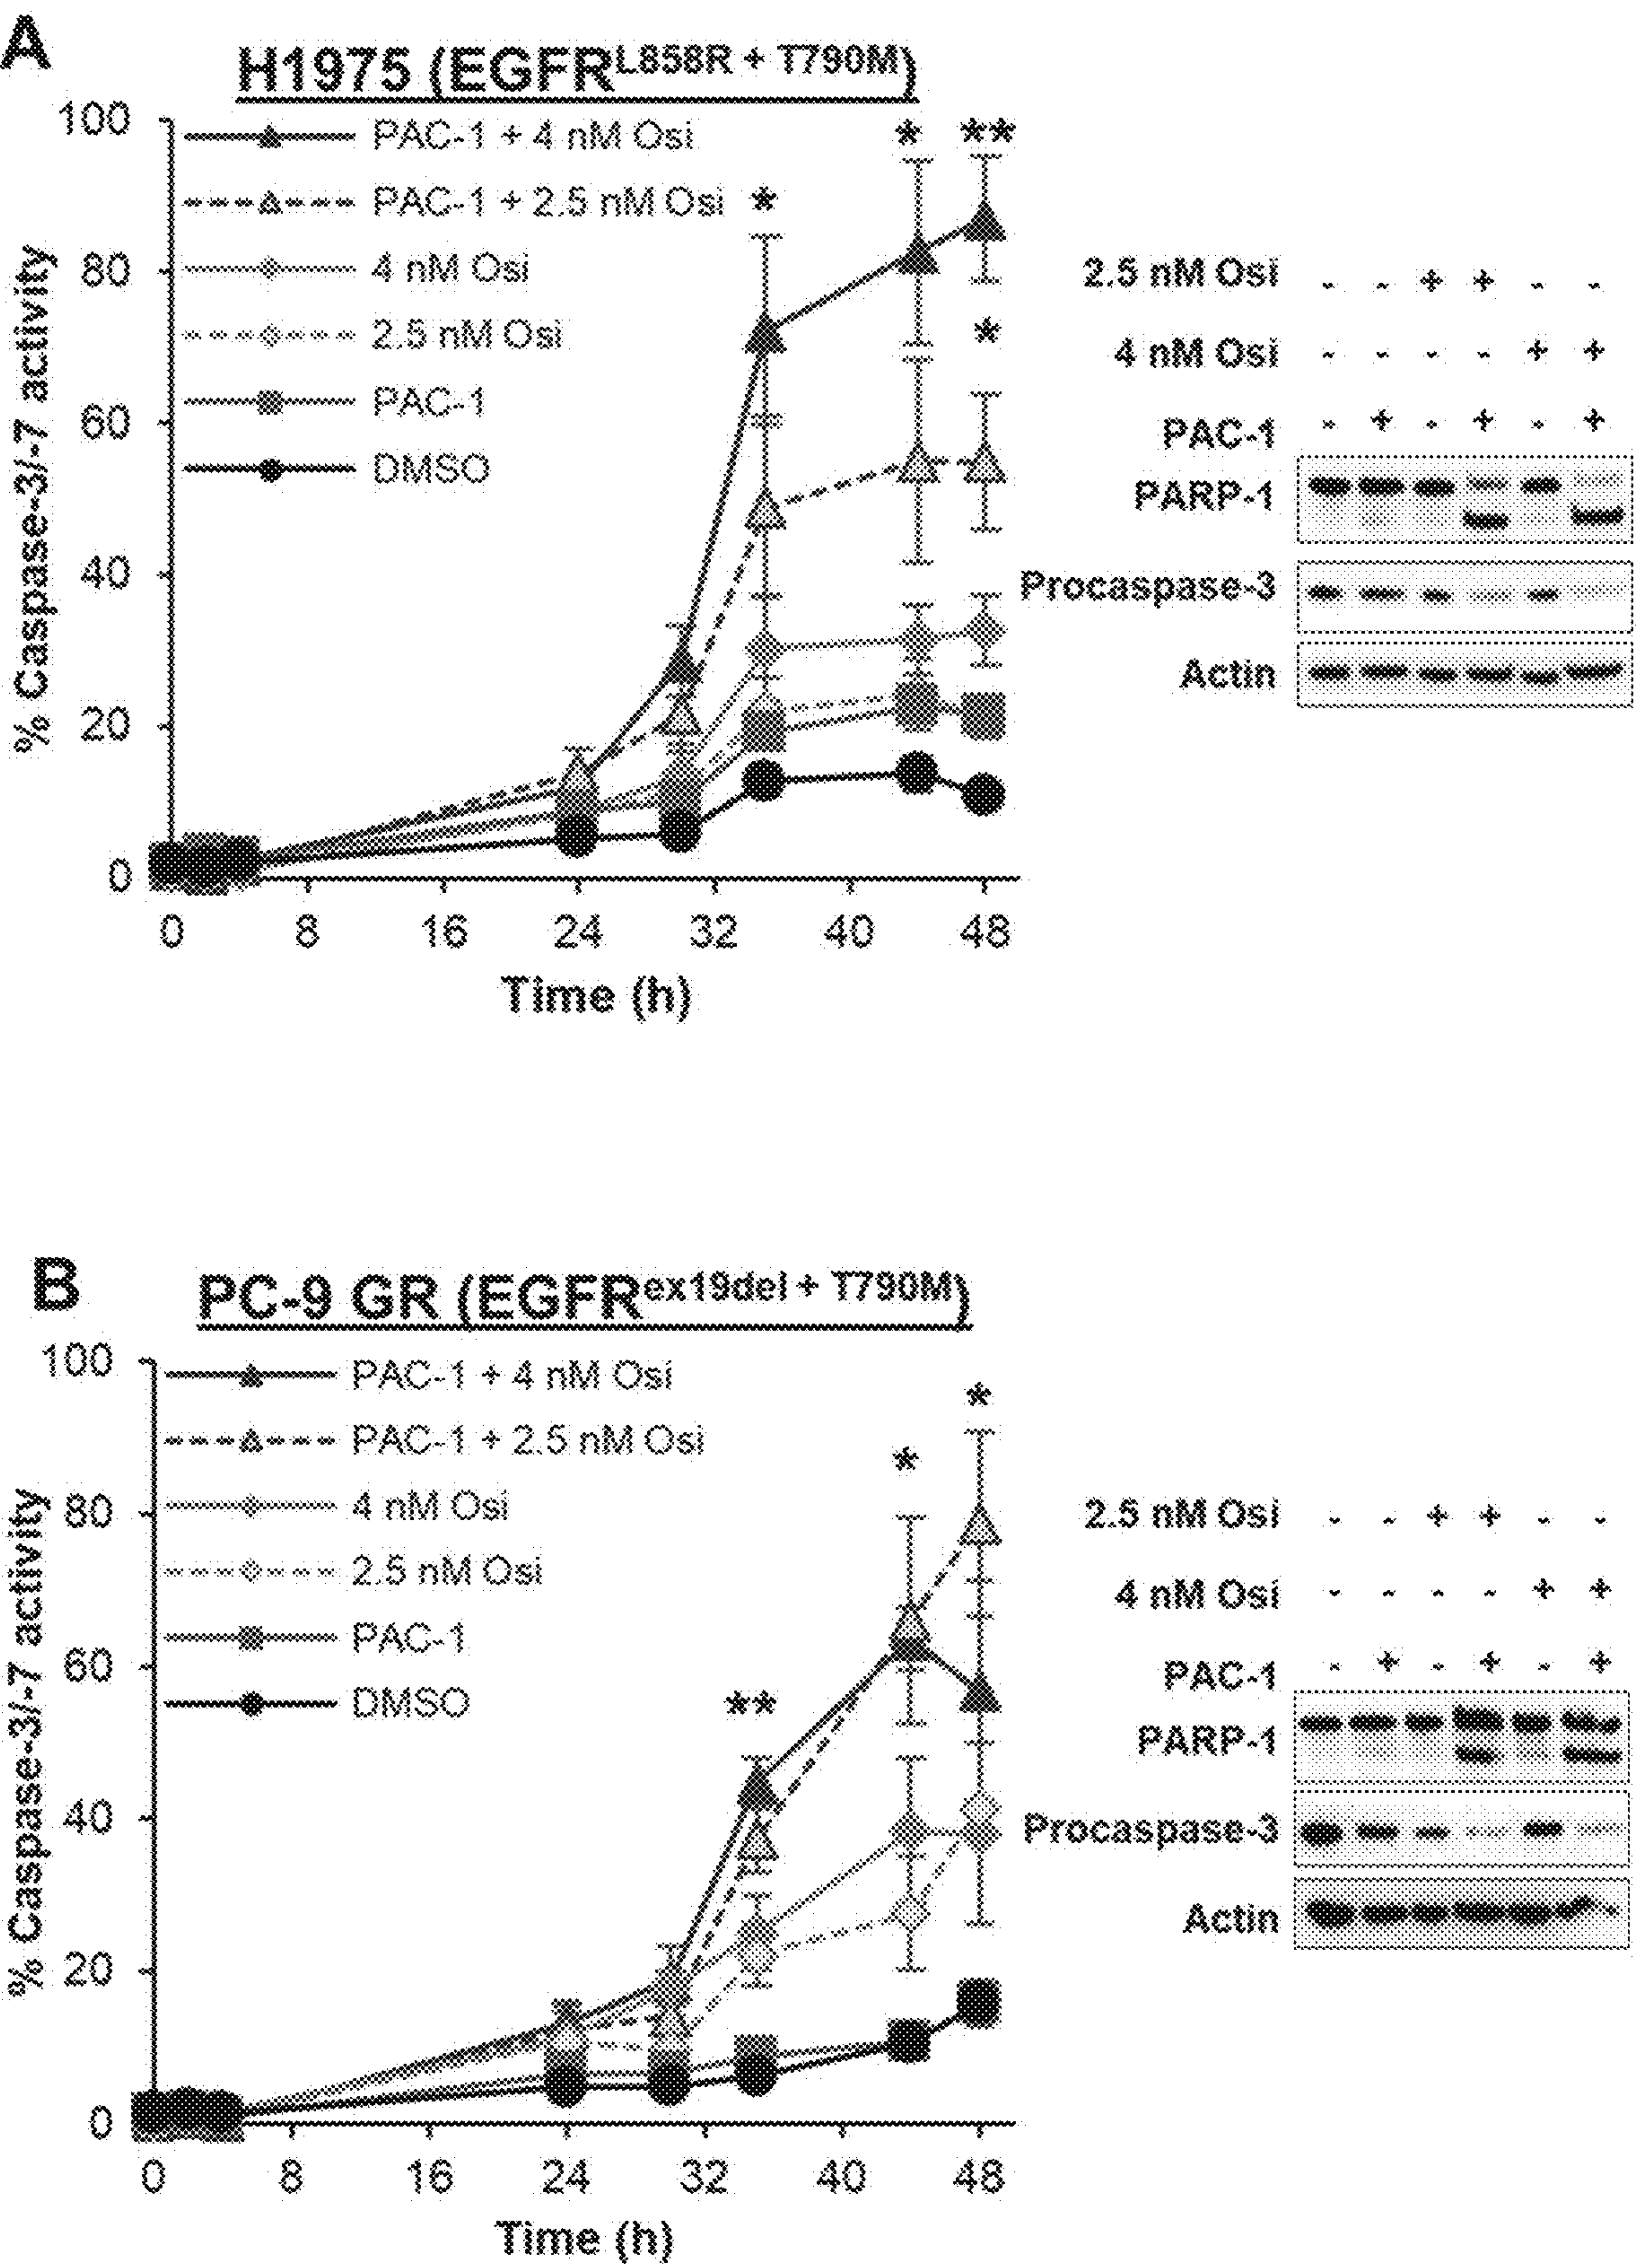 A
H1975 (EGFR^L858R + T790M)
100
80
60
40
20
0
% Caspase-3/-7 activity
PAC-1 + 4 nM Osi
PAC-1 + 2.5 nM Osi
4 nM Osi
2.5 nM Osi
PAC-1
DMSO
*
*
**
*
0 8 16 24 32 40 48
Time (h)
2.5 nM Osi - - + + - -
4 nM Osi - - - - + +
PAC-1 - + - + - +
PARP-1
Procaspase-3
Actin
B
PC-9 GR (EGFR^ex19del + T790M)
100
80
60
40
20
0
% Caspase-3/-7 activity
PAC-1 + 4 nM Osi
PAC-1 + 2.5 nM Osi
4 nM Osi
2.5 nM Osi
PAC-1
DMSO
**
*
*
0 8 16 24 32 40 48
Time (h)
2.5 nM Osi - - + + - -
4 nM Osi - - - - + +
PAC-1 - + - + - +
PARP-1
Procaspase-3
Actin